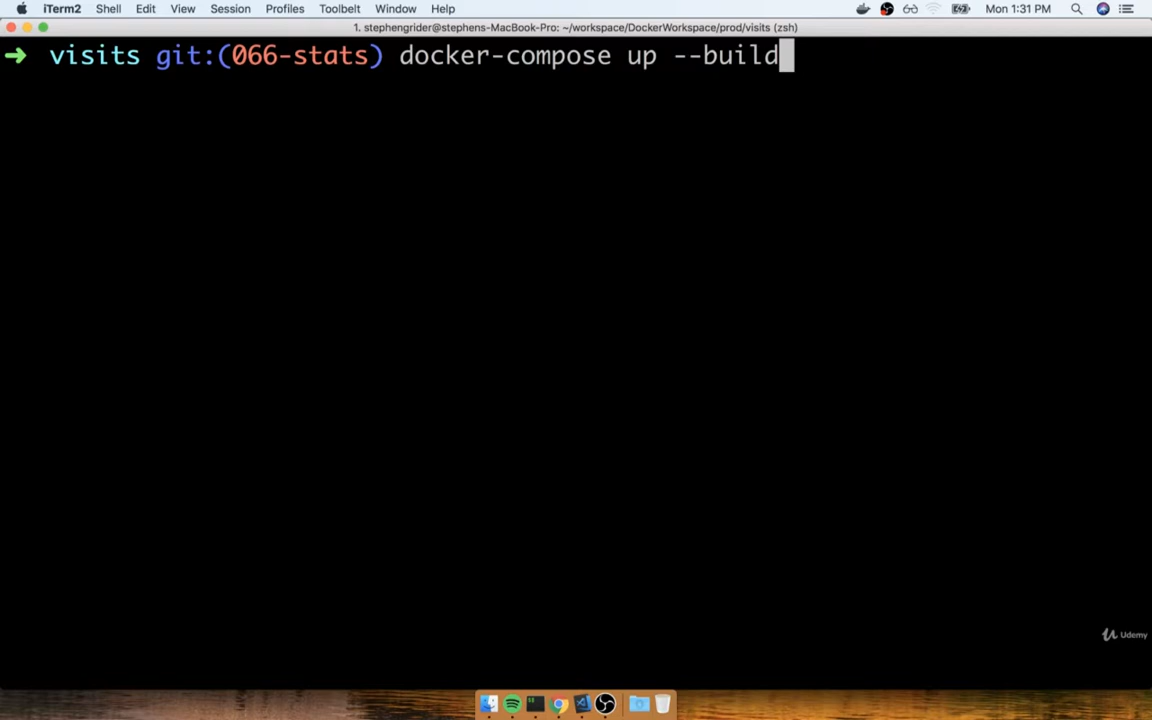 iTerm2 Shell Edit View Session Profiles Toolbelt Window Help Mon 1:31 PM
1. stephengrider@stephens-MacBook-Pro: ~/workspace/DockerWorkspace/prod/visits (zsh)
➜ visits git:(066-stats) docker-compose up --build
Udemy